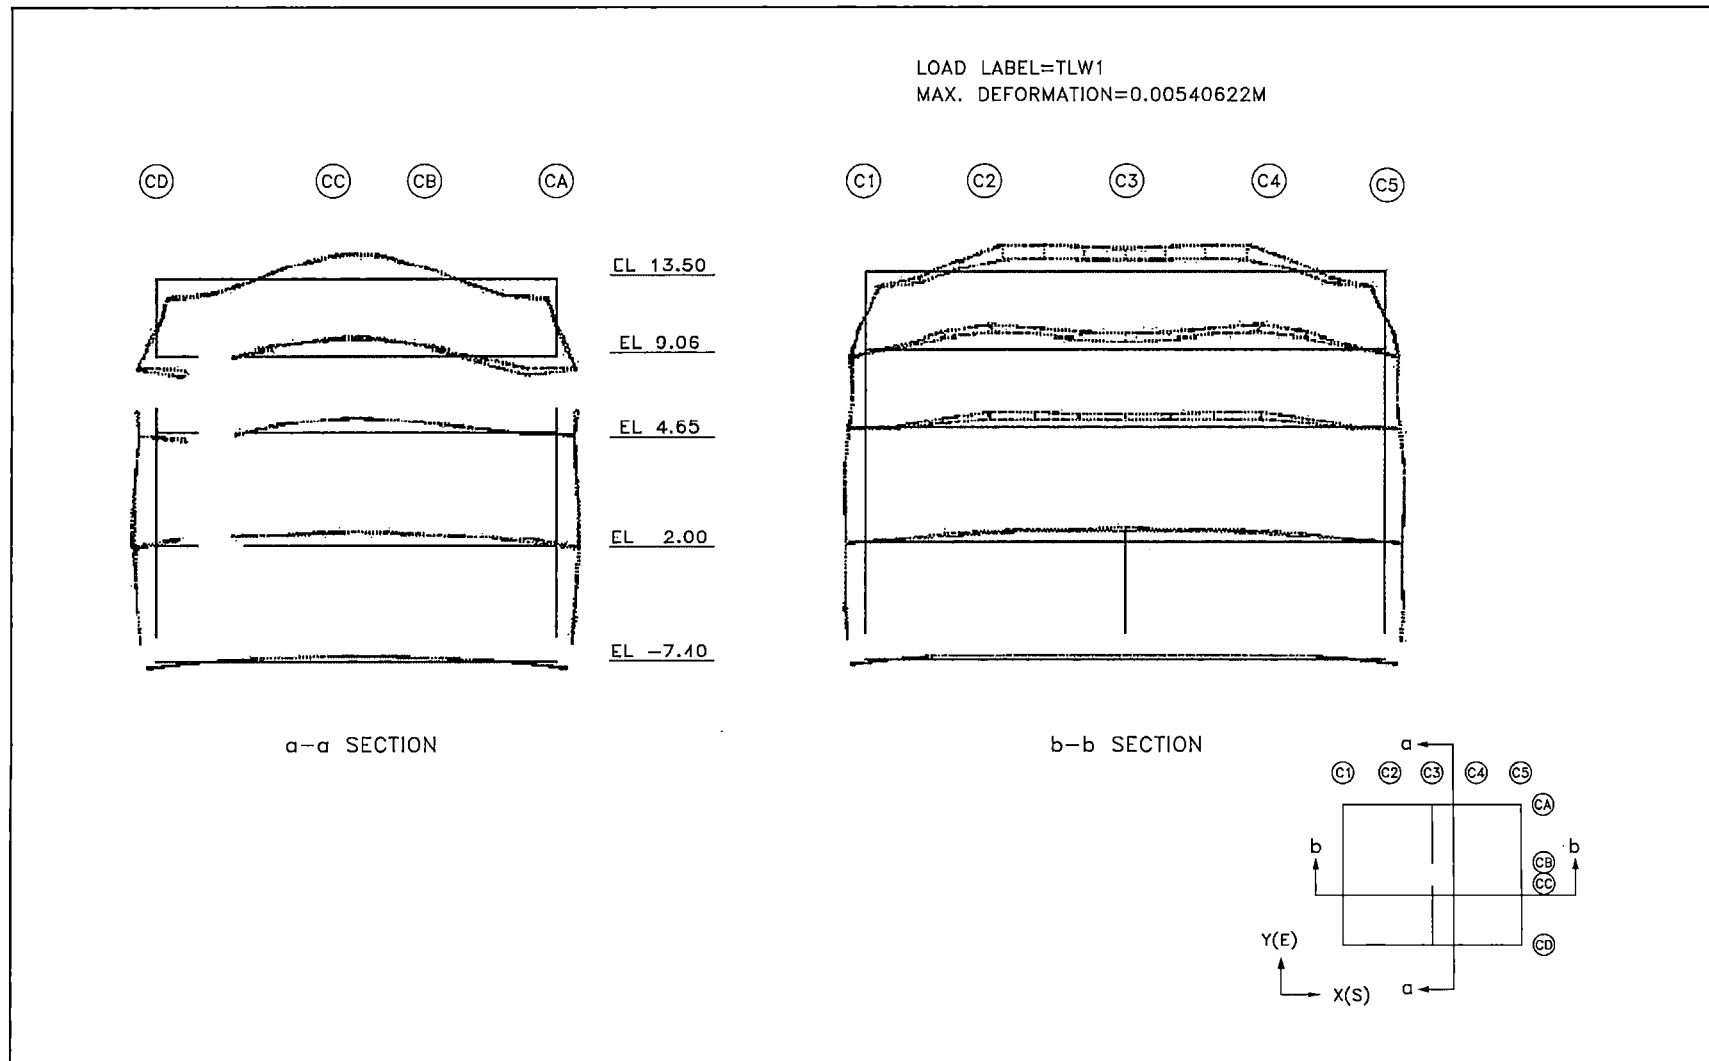 LOAD LABEL=TLW1
MAX. DEFORMATION=0.00540622M
CD CC CB CA
C1 C2 C3 C4 C5
EL 13.50
EL 9.06
EL 4.65
EL 2.00
EL -7.40
a-a SECTION
b-b SECTION
a
C1 C2 C3 C4 C5
CA
b b
CB
CC
CD
Y(E)
X(S)
a